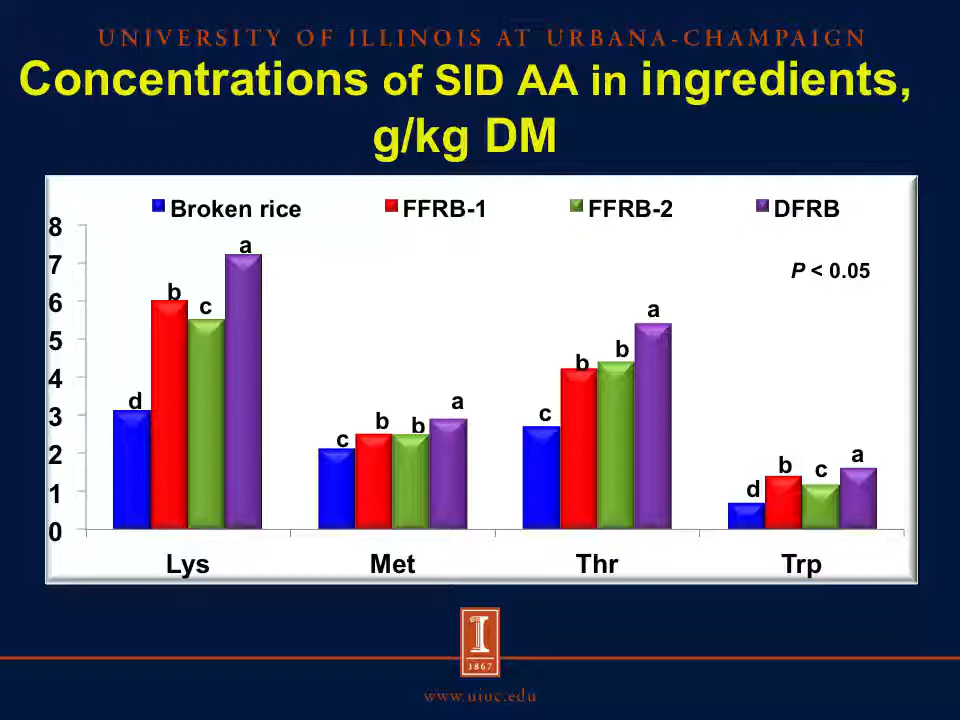 UNIVERSITY OF ILLINOIS AT URBANA-CHAMPAIGN
Concentrations of SID AA in ingredients,
g/kg DM
Broken rice FFRB-1 FFRB-2 DFRB
P < 0.05
8
7
6
5
4
3
2
1
0
d b c a
c b b a
c b b a
d b c a
Lys Met Thr Trp
I
1867
www.uiuc.edu